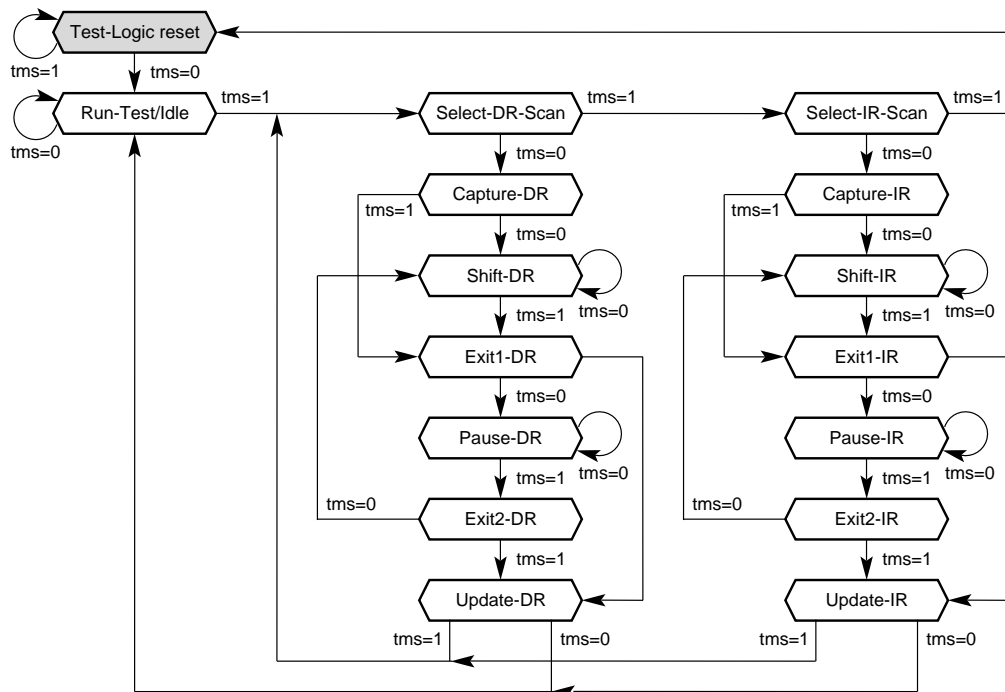 Test-Logic reset
tms=1
tms=0
Run-Test/Idle
tms=1
Select-DR-Scan
tms=1
Select-IR-Scan
tms=1
tms=0
tms=0
tms=0
Capture-DR
Capture-IR
tms=1
tms=0
tms=1
tms=0
Shift-DR
Shift-IR
tms=1
tms=0
tms=1
tms=0
Exit1-DR
Exit1-IR
tms=0
tms=0
Pause-DR
Pause-IR
tms=1
tms=0
tms=1
tms=0
tms=0
Exit2-DR
tms=0
Exit2-IR
tms=1
tms=1
Update-DR
Update-IR
tms=1
tms=0
tms=1
tms=0